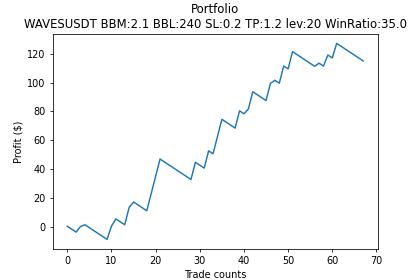 Portfolio
WAVESUSDT BBM:2.1 BBL:240 SL:0.2 TP:1.2 lev:20 WinRatio:35.0
Profit ($)
120
100
80
60
40
20
0
0 10 20 30 40 50 60 70
Trade counts